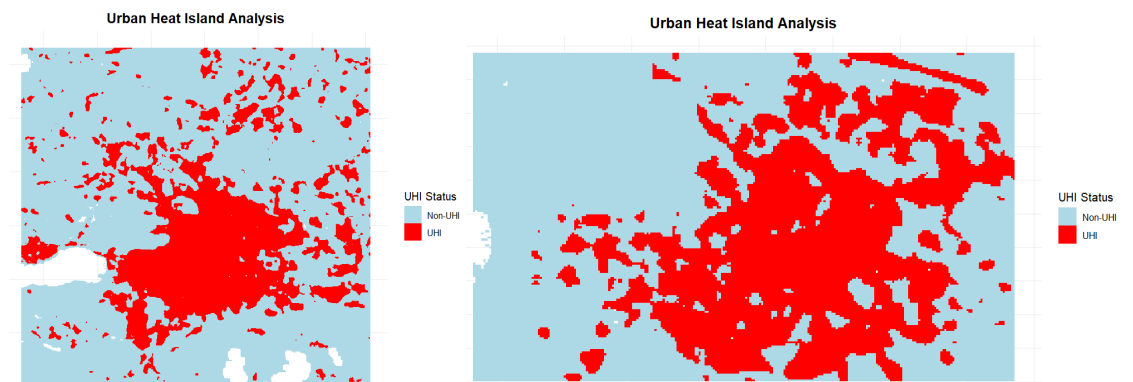 Urban Heat Island Analysis
UHI Status
Non-UHI
UHI
Urban Heat Island Analysis
UHI Status
Non-UHI
UHI